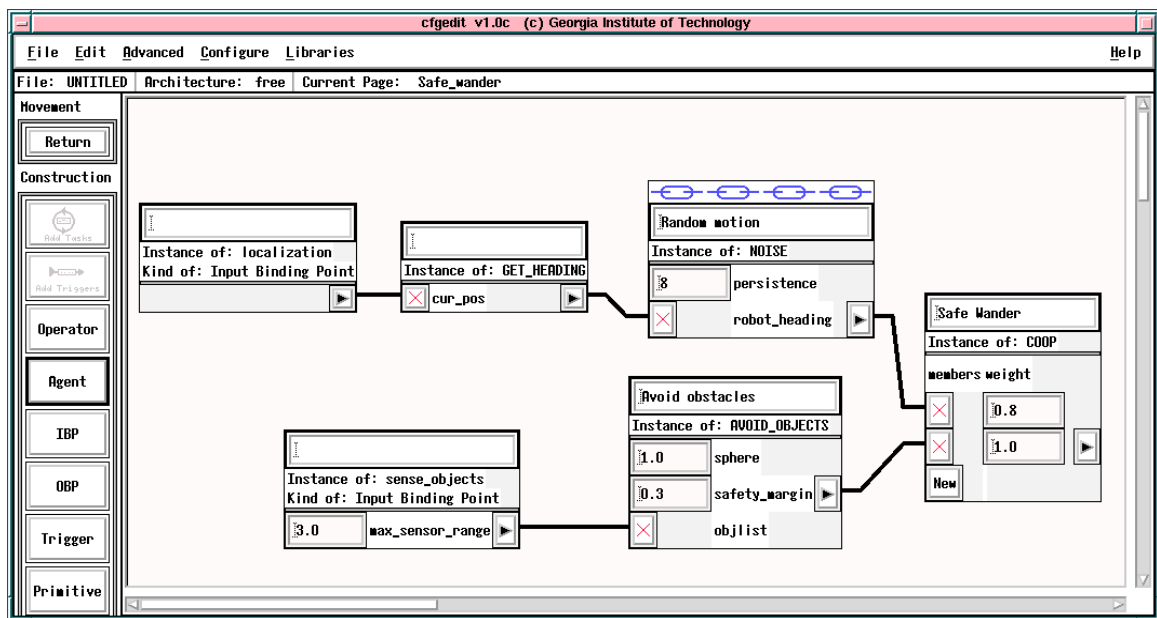 cfgedit v1.0c (c) Georgia Institute of Technology
File Edit Advanced Configure Libraries Help
File: UNTITLED Architecture: free Current Page: Safe_wander
Movement
Return
Construction
Add Tasks
Add Triggers
Operator
Agent
IBP
OBP
Trigger
Primitive
Instance of: localization
Kind of: Input Binding Point
Instance of: GET_HEADING
cur_pos
Random motion
Instance of: NOISE
8 persistence
robot_heading
Avoid obstacles
Instance of: AVOID_OBJECTS
1.0 sphere
0.3 safety_margin
objlist
Instance of: sense_objects
Kind of: Input Binding Point
3.0 max_sensor_range
Safe Wander
Instance of: COOP
members weight
0.8
1.0
New